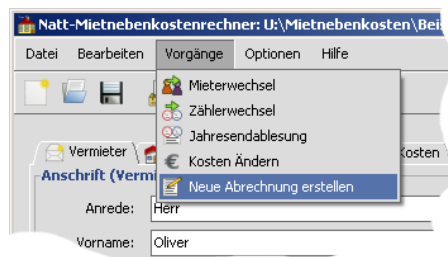 Natt-Mietnebenkostenrechner: U:\Mietnebenkosten\Bei
Datei Bearbeiten Vorgänge Optionen Hilfe
Mieterwechsel
Zählerwechsel
Jahresendablesung
Vermieter Kosten
€ Kosten Ändern
Anschrift (Vermi
Neue Abrechnung erstellen
Anrede: Herr
Vorname: Oliver